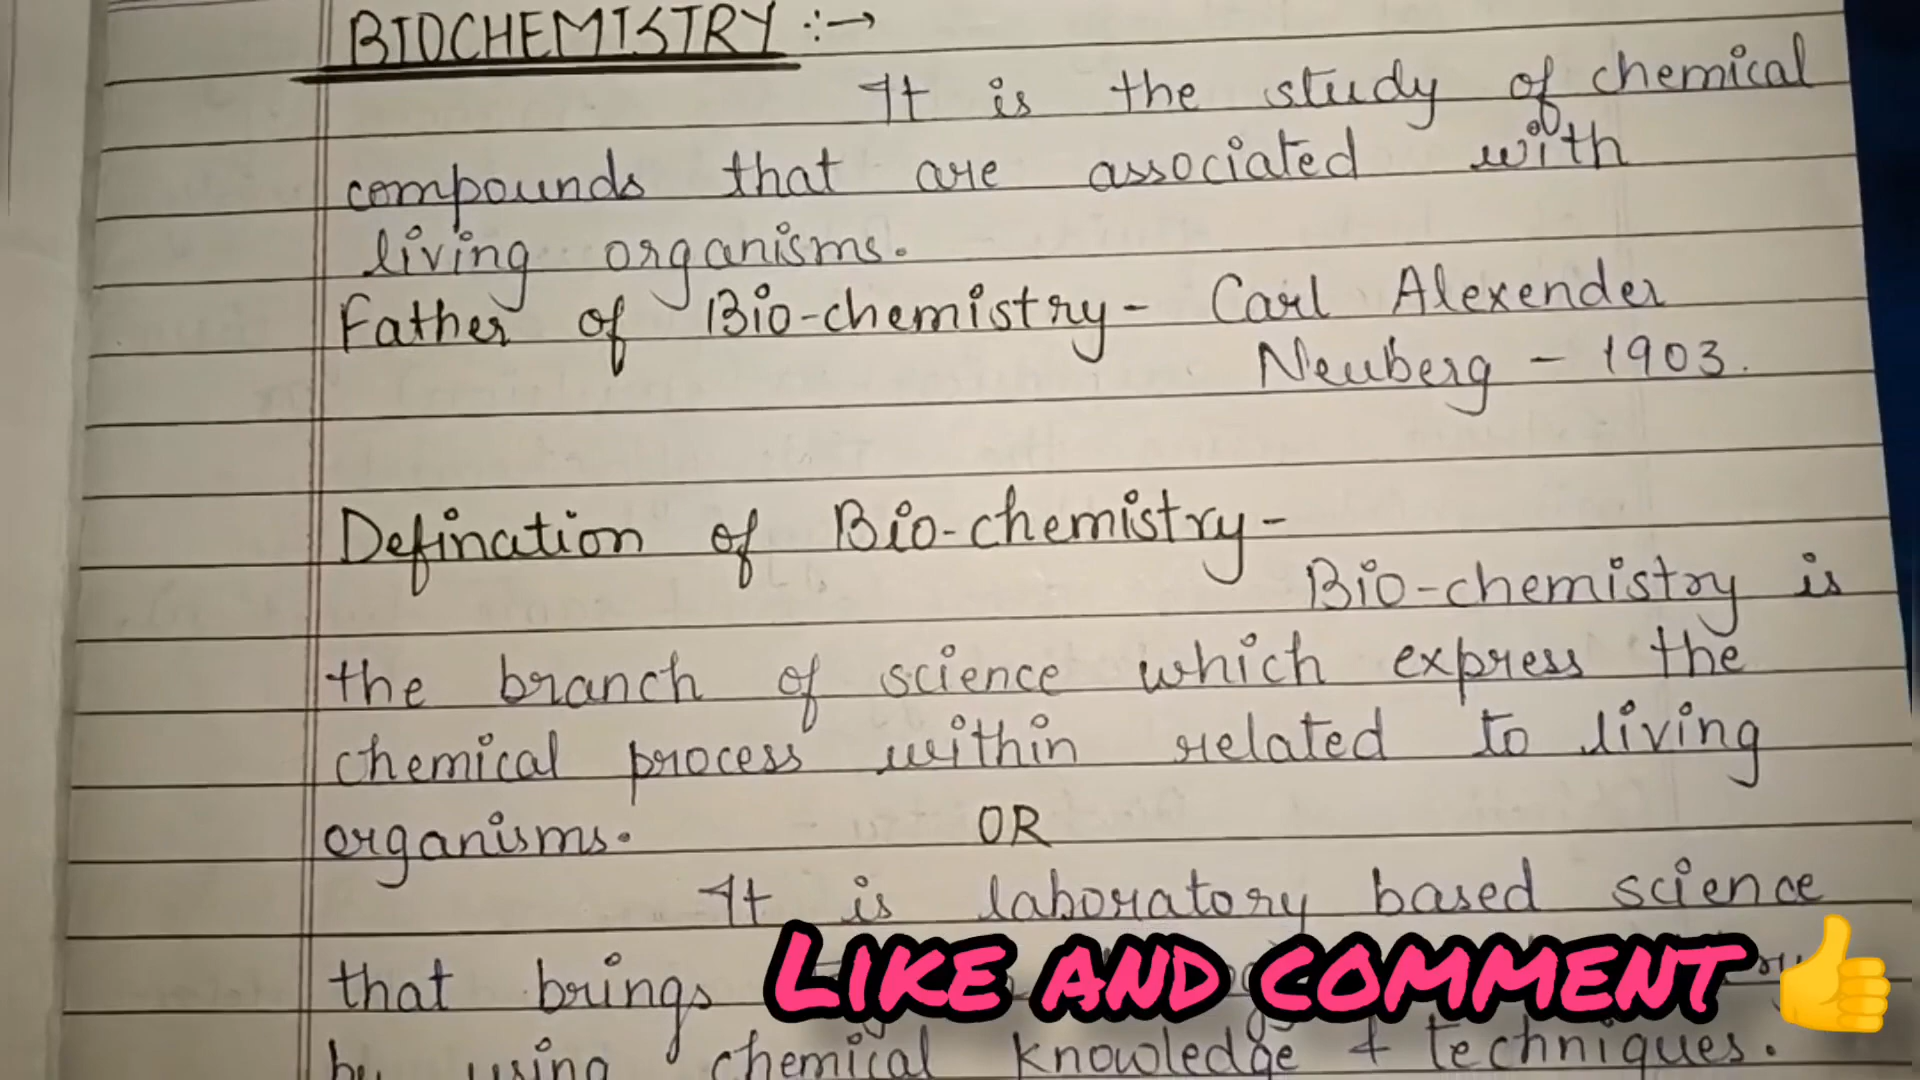 BIOCHEMISTRY :→
It is the study of chemical
compounds that are associated with
living organisms.
Father of Bio-chemistry - Carl Alexender
Neuberg - 1903.
Defination of Bio-chemistry -
Bio-chemistry is
the branch of science which express the
chemical process within related to living
organisms.
OR
It is laboratory based science
that brings
LIKE AND COMMENT 👍
by using chemical knowledge & techniques.